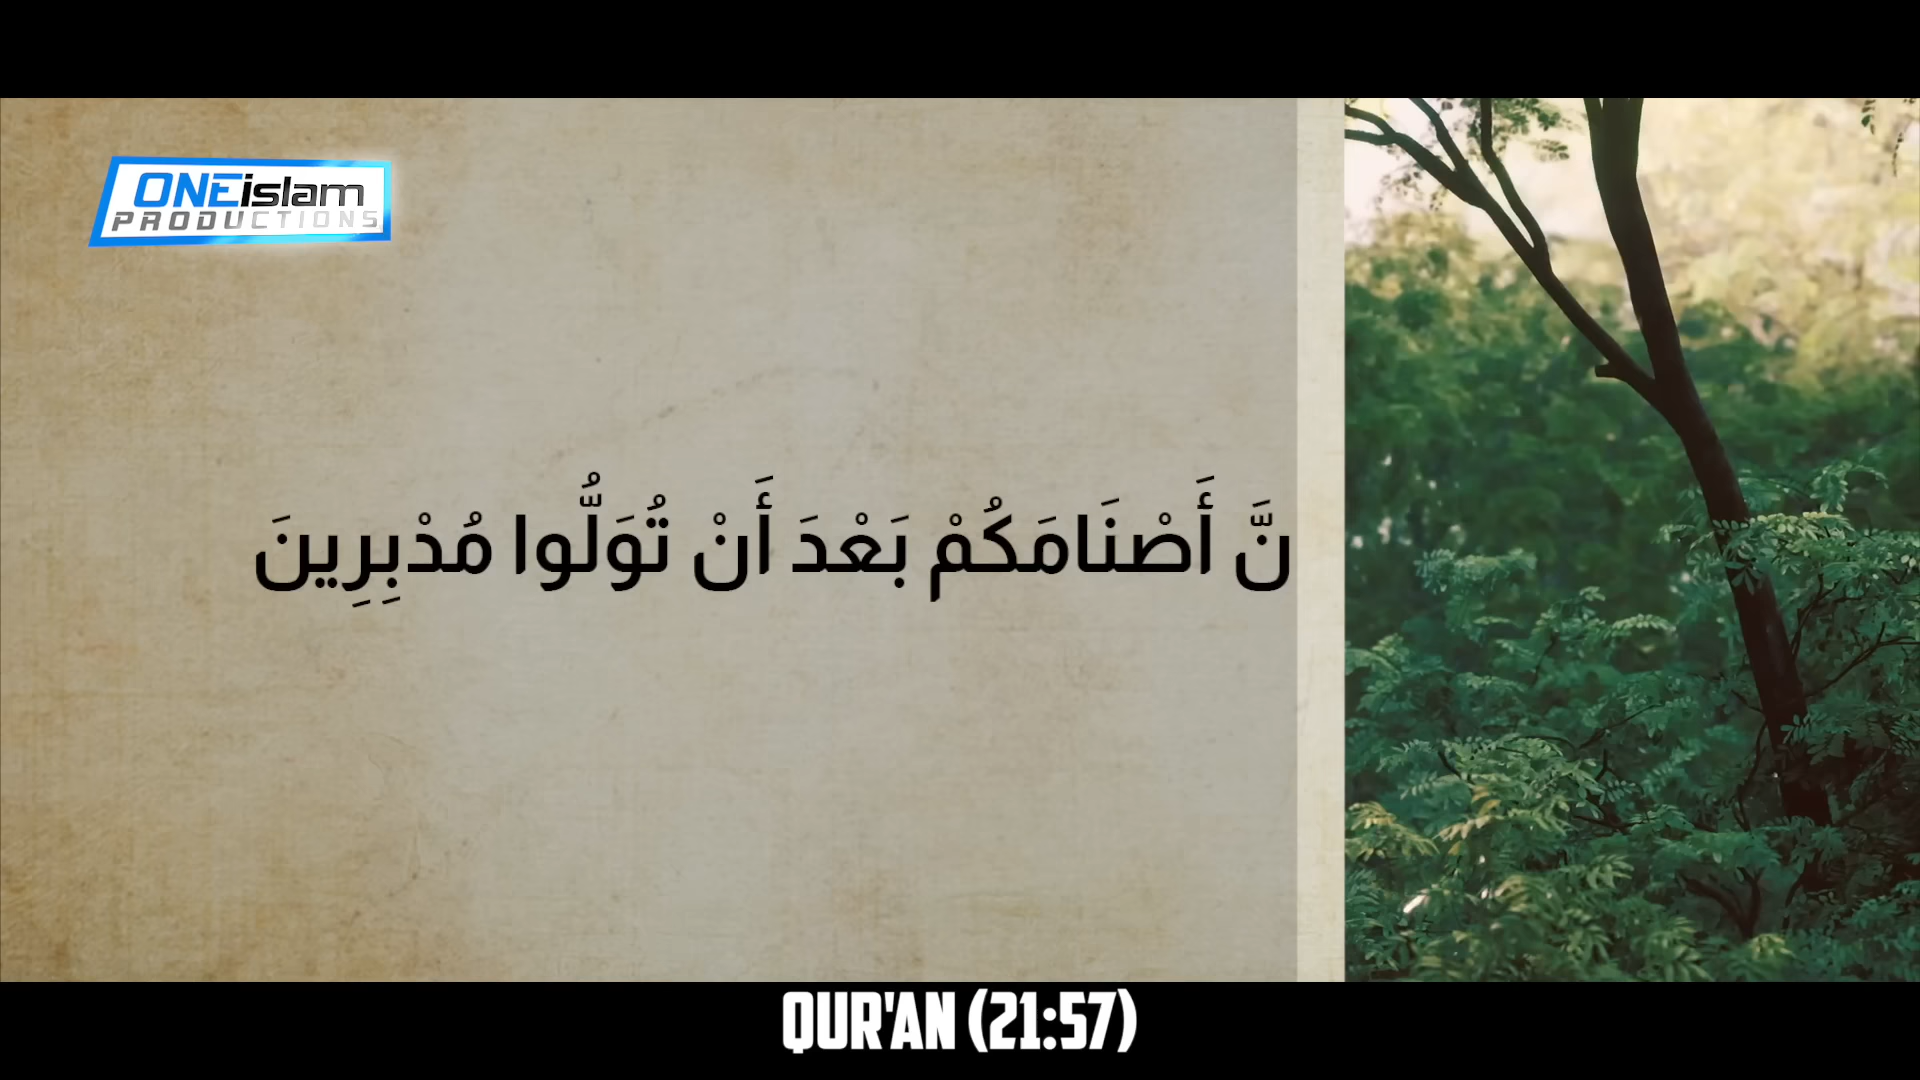 ONEislam
PRODUCTIONS
نَّ أَصْنَامَكُمْ بَعْدَ أَنْ تُوَلُّوا مُدْبِرِينَ
QUR'AN (21:57)